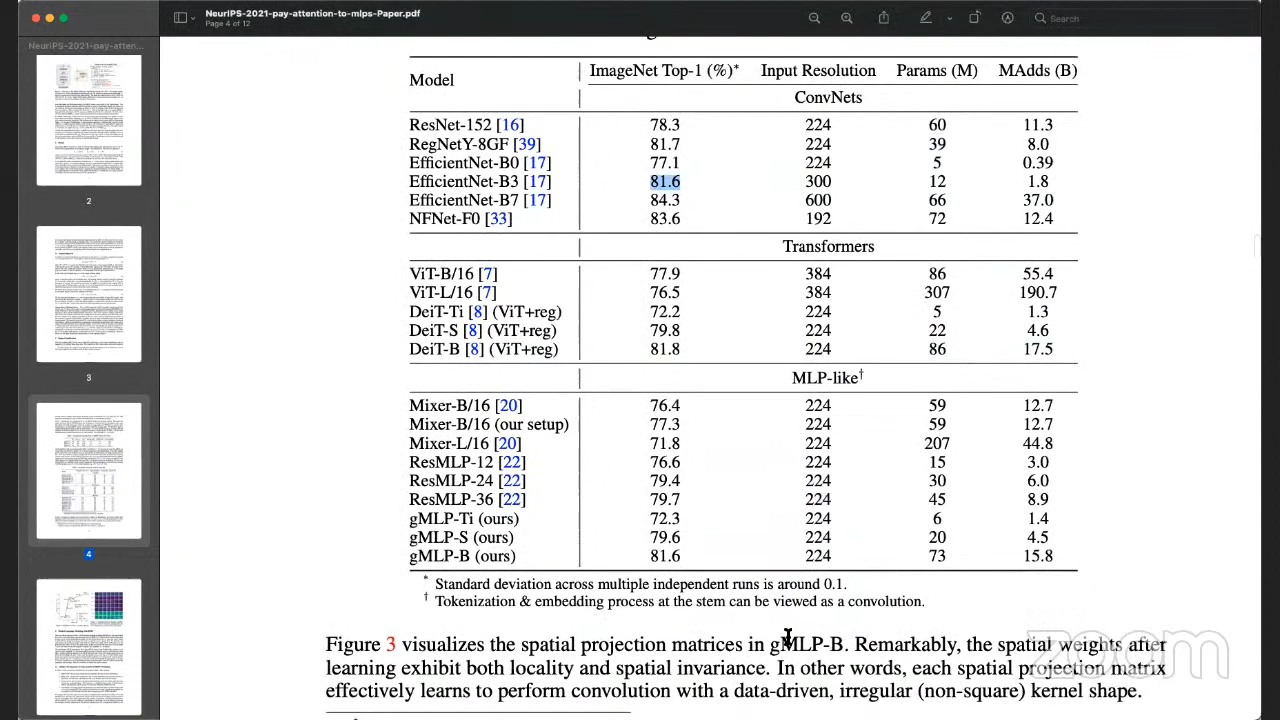 NeurIPS-2021-pay-attention-to-mlps-Paper.pdf
Page 4 of 12
Search
NeurIPS-2021-pay-atten...
2
3
4
Model ImageNet Top-1 (%)* Input Resolution Params (M) MAdds (B)
ConvNets
ResNet-152 [16] 78.3 224 60 11.3
RegNetY-8GF [39] 81.7 224 39 8.0
EfficientNet-B0 [17] 77.1 224 5 0.39
EfficientNet-B3 [17] 81.6 300 12 1.8
EfficientNet-B7 [17] 84.3 600 66 37.0
NFNet-F0 [33] 83.6 192 72 12.4
Transformers
ViT-B/16 [7] 77.9 384 86 55.4
ViT-L/16 [7] 76.5 384 307 190.7
DeiT-Ti [8] (ViT+reg) 72.2 224 5 1.3
DeiT-S [8] (ViT+reg) 79.8 224 22 4.6
DeiT-B [8] (ViT+reg) 81.8 224 86 17.5
MLP-like†
Mixer-B/16 [20] 76.4 224 59 12.7
Mixer-B/16 (our setup) 77.3 224 59 12.7
Mixer-L/16 [20] 71.8 224 207 44.8
ResMLP-12 [22] 76.6 224 15 3.0
ResMLP-24 [22] 79.4 224 30 6.0
ResMLP-36 [22] 79.7 224 45 8.9
gMLP-Ti (ours) 72.3 224 6 1.4
gMLP-S (ours) 79.6 224 20 4.5
gMLP-B (ours) 81.6 224 73 15.8
* Standard deviation across multiple independent runs is around 0.1.
† Tokenization & embedding process at the stem can be viewed as a convolution.
Figure 3 visualizes the spatial projection matrices in gMLP-B. Remarkably, the spatial weights after
learning exhibit both locality and spatial invariance. In other words, each spatial projection matrix
effectively learns to perform convolution with a data-driven, irregular (non-square) kernel shape.
zoom